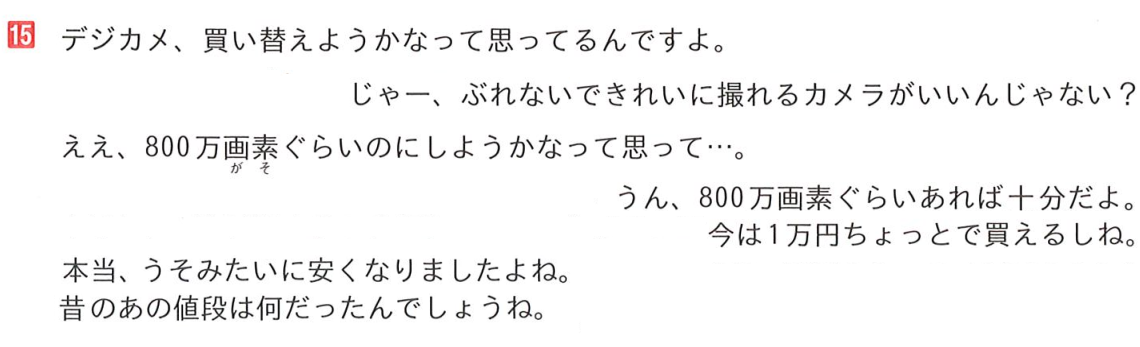 15 デジカメ、買い替えようかなって思ってるんですよ。
じゃー、ぶれないできれいに撮れるカメラがいいんじゃない？
ええ、800万画素ぐらいのにしようかなって思って…。
がそ
うん、800万画素ぐらいあれば十分だよ。
今は1万円ちょっとで買えるしね。
本当、うそみたいに安くなりましたよね。
昔のあの値段は何だったんでしょうね。